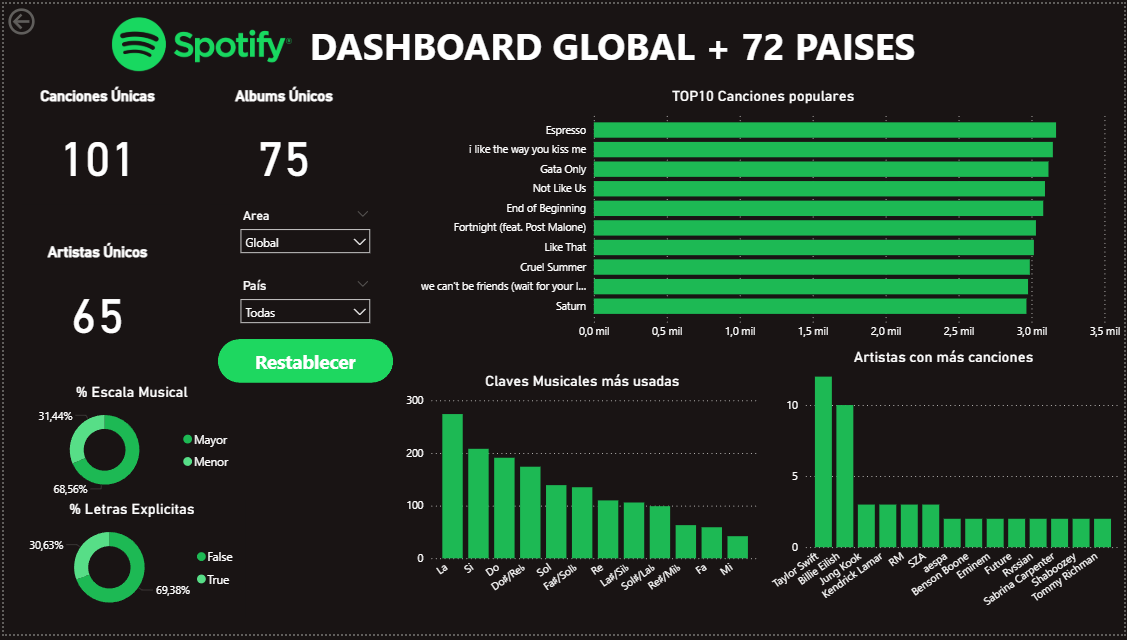 Spotify® DASHBOARD GLOBAL + 72 PAISES
Canciones Únicas
101
Albums Únicos
75
Artistas Únicos
65
Area
Global
País
Todas
Restablecer
TOP10 Canciones populares
Espresso
i like the way you kiss me
Gata Only
Not Like Us
End of Beginning
Fortnight (feat. Post Malone)
Like That
Cruel Summer
we can't be friends (wait for your l...
Saturn
0,0 mil 0,5 mil 1,0 mil 1,5 mil 2,0 mil 2,5 mil 3,0 mil 3,5 mil
% Escala Musical
31,44%
68,56%
Mayor
Menor
% Letras Explicitas
30,63%
69,38%
False
True
Claves Musicales más usadas
300
200
100
0
La Si Do Do#/Reb Sol Fa#/Solb Re La#/Sib Sol#/Lab Re#/Mib Fa Mi
Artistas con más canciones
10
5
0
Taylor Swift Billie Eilish Jung Kook Kendrick Lamar RM SZA aespa Benson Boone Eminem Future Rvssian Sabrina Carpenter Shaboozey Tommy Richman